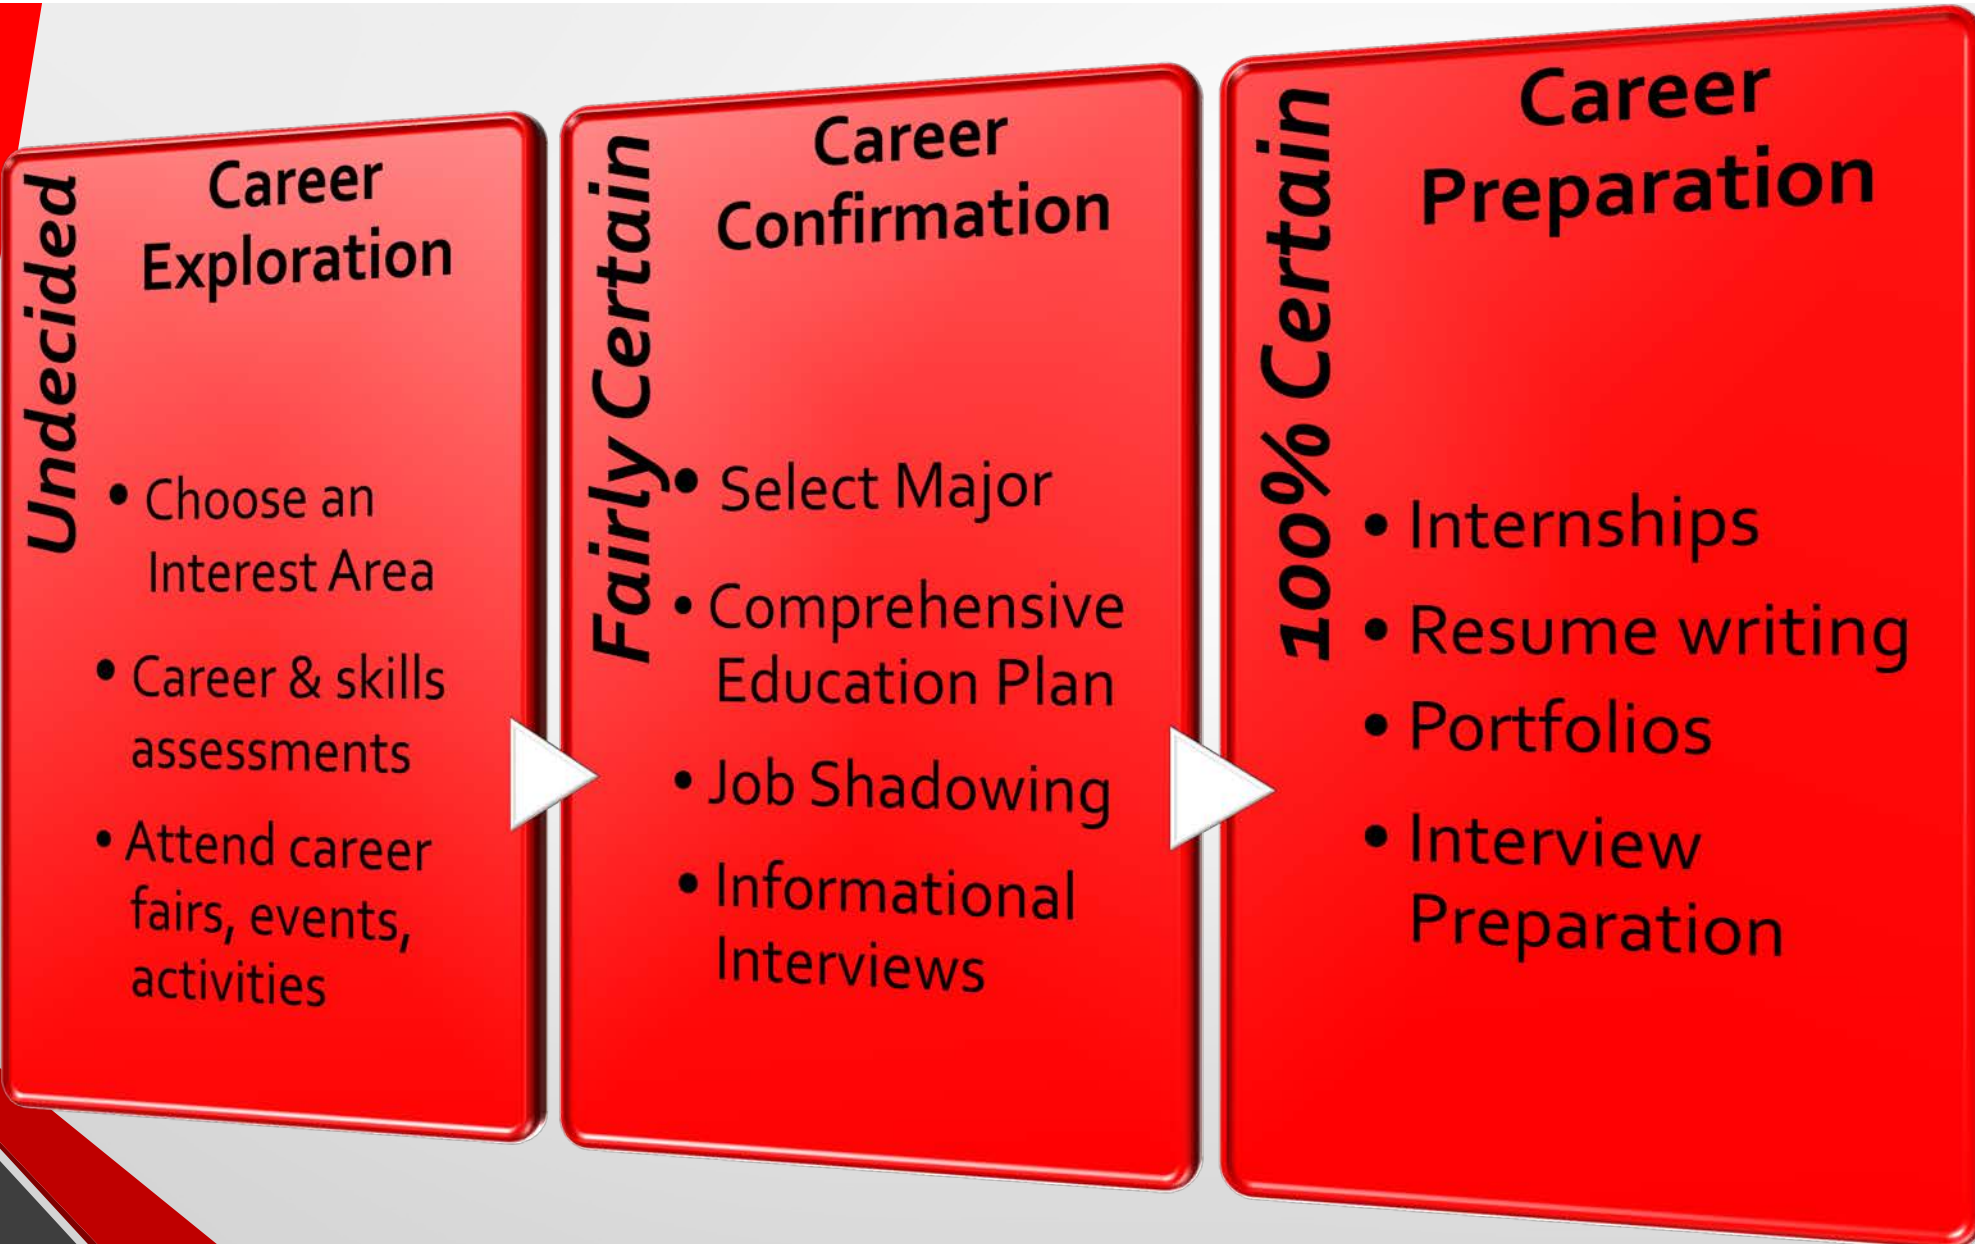 Undecided
Career
Exploration
• Choose an
Interest Area
• Career & skills
assessments
• Attend career
fairs, events,
activities
Fairly Certain
Career
Confirmation
• Select Major
• Comprehensive
Education Plan
• Job Shadowing
• Informational
Interviews
100% Certain
Career
Preparation
• Internships
• Resume writing
• Portfolios
• Interview
Preparation